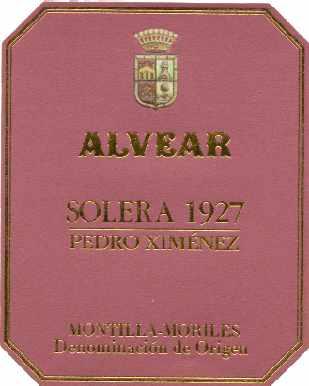 ALVEAR
SOLERA 1927
PEDRO XIMÉNEZ
MONTILLA-MORILES
Denominación de Origen